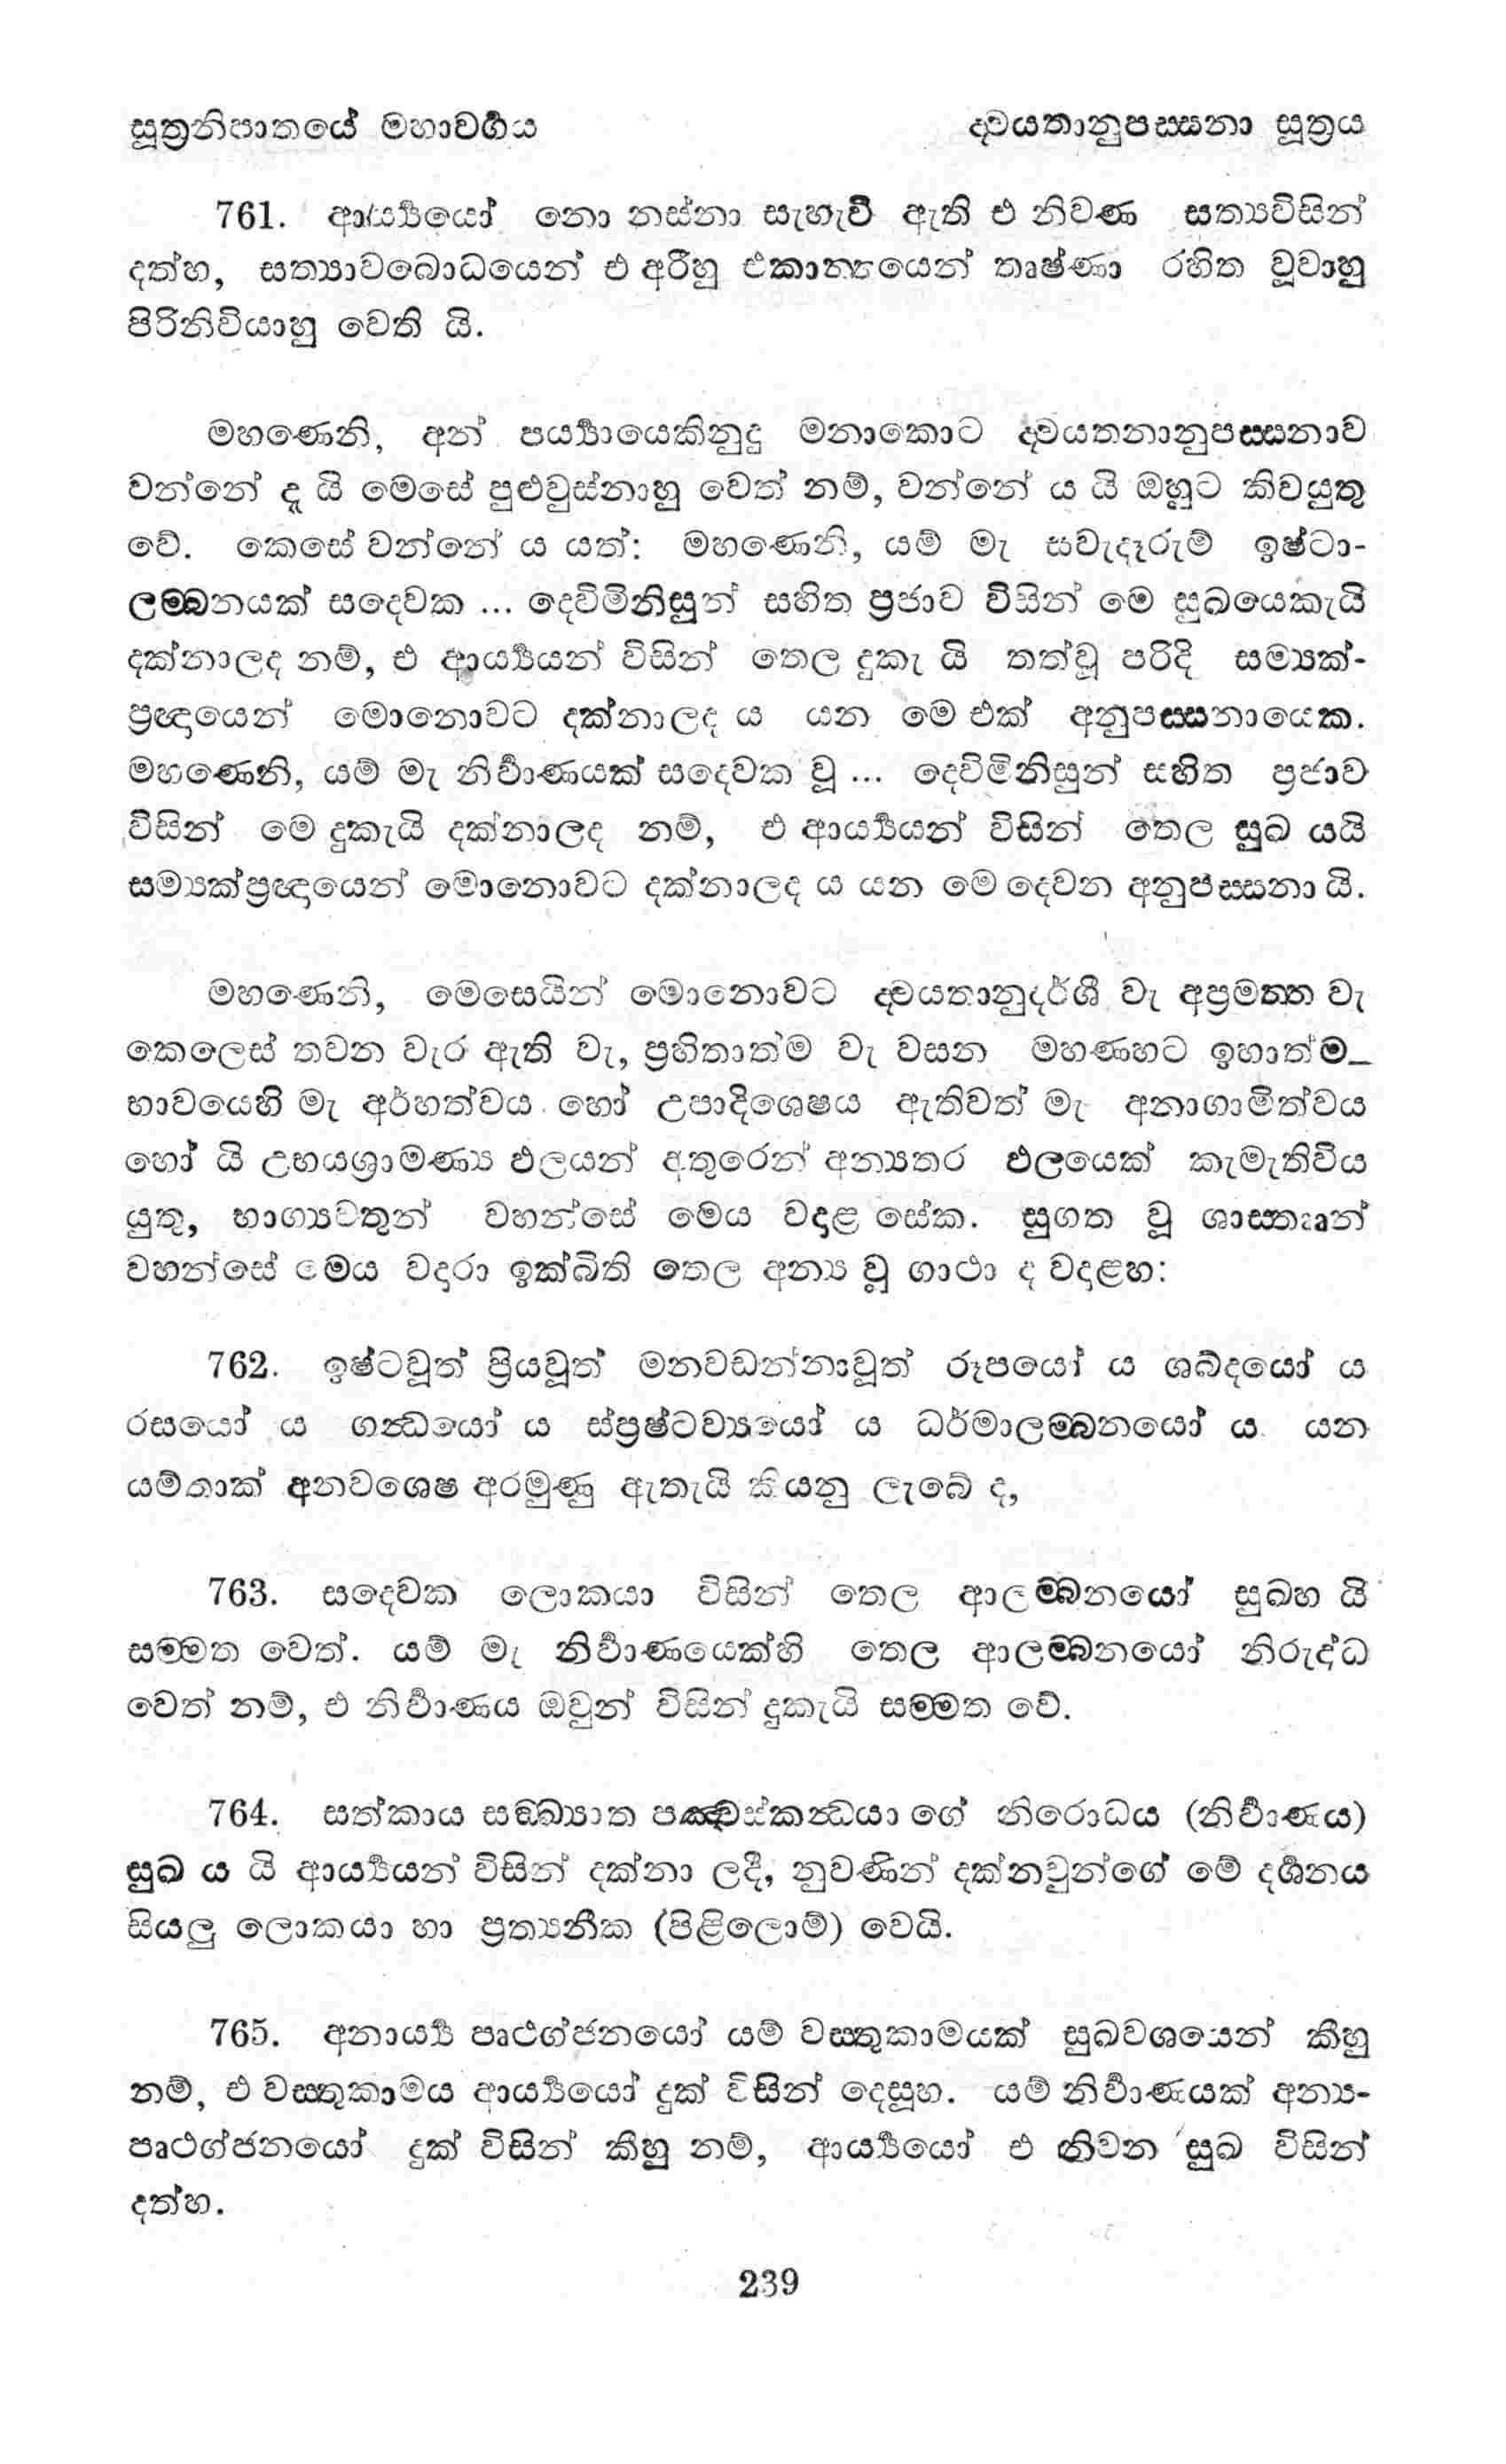 සූත්‍රනිපාතයේ මහාවර්‍ගය ද්වයතානුපස්සනා සූත්‍රය
761. ආර්‍ය්‍යයෝ නො නස්නා සැහැවි ඇති එ නිවණ සත්‍යවිසින්
දත්හ, සත්‍යාවබොධයෙන් එ අරීහු එකාන්තයෙන් තෘෂ්ණා රහිත වූවාහු
පිරිනිවියාහු වෙති යි.
මහණෙනි, අන් පර්‍ය්‍යායෙකිනුදු මනාකොට ද්වයතනානුපස්සනාව
වන්නේ දැ යි මෙසේ පුළුවුස්නාහු වෙත් නම්, වන්නේ ය යි ඔහුට කිවයුතු
වේ. කෙසේ වන්නේ ය යත්: මහණෙනි, යම් මැ සවැදෑරුම් ඉෂ්ටා-
ලම්බනයක් සදෙවක ... දෙවිමිනිසුන් සහිත ප්‍රජාව විසින් මෙ සුඛයෙකැයි
දක්නාලද නම්, එ ආර්‍ය්‍යයන් විසින් තෙල දුකැ යි තත්වූ පරිදි සම්‍යක්-
ප්‍රඥායෙන් මොනොවට දක්නාලද ය යන මෙ එක් අනුපස්සනායෙක.
මහණෙනි, යම් මැ නිර්‍වාණයක් සදෙවක වූ ... දෙවිමිනිසුන් සහිත ප්‍රජාව
විසින් මෙ දුකැයි දක්නාලද නම්, එ ආර්‍ය්‍යයන් විසින් තෙල සුඛ යයි
සම්‍යක්ප්‍රඥායෙන් මොනොවට දක්නාලද ය යන මෙ දෙවන අනුපස්සනා යි.
මහණෙනි, මෙසෙයින් මොනොවට ද්වයතානුදර්ශී වැ අප්‍රමත්ත වැ
කෙලෙස් තවන වැර ඇති වැ, ප්‍රහිතාත්ම වැ වසන මහණහට ඉහාත්ම-
භාවයෙහි මැ අර්හත්වය හෝ උපාදිශෙෂය ඇතිවත් මැ අනාගාමිත්වය
හෝ යි උභයශ්‍රාමණ්‍ය ඵලයන් අතුරෙන් අන්‍යතර ඵලයෙක් කැමැතිවිය
යුතු, භාග්‍යවතුන් වහන්සේ මෙය වදාළ සේක. සුගත වූ ශාස්තෲන්
වහන්සේ මෙය වදාරා ඉක්බිති තෙල අන්‍ය වූ ගාථා ද වදාළහ:
762. ඉෂ්ටවූත් ප්‍රියවූත් මනවඩන්නාවූත් රූපයෝ ය ශබ්දයෝ ය
රසයෝ ය ගන්ධයෝ ය ස්ප්‍රෂ්ටව්‍යයෝ ය ධර්මාලම්බනයෝ ය යන
යම්තාක් අනවශෙෂ අරමුණු ඇතැයි කියනු ලැබේ ද,
763. සදෙවක ලොකයා විසින් තෙල ආලම්බනයෝ සුඛහ යි
සම්මත වෙත්. යම් මැ නිර්‍වාණයෙක්හි තෙල ආලම්බනයෝ නිරුද්ධ
වෙත් නම්, එ නිර්‍වාණය ඔවුන් විසින් දුකැයි සම්මත වේ.
764. සත්කාය සඞ්ඛ්‍යාත පඤ්චස්කන්ධයා ගේ නිරොධය (නිර්‍වාණය)
සුඛ ය යි ආර්‍ය්‍යයන් විසින් දක්නා ලදී, නුවණින් දක්නවුන්ගේ මේ දර්‍ශනය
සියලු ලොකයා හා ප්‍රත්‍යනීක (පිළිලොම්) වෙයි.
765. අනාර්‍ය්‍ය පෘථග්ජනයෝ යම් වස්තුකාමයක් සුඛවශයෙන් කීහු
නම්, එ වස්තුකාමය ආර්‍ය්‍යයෝ දුක් විසින් දෙසූහ. යම් නිර්‍වාණයක් අන්‍ය-
පෘථග්ජනයෝ දුක් විසින් කීහු නම්, ආර්‍ය්‍යයෝ එ නිවන සුඛ විසින්
දත්හ.
239